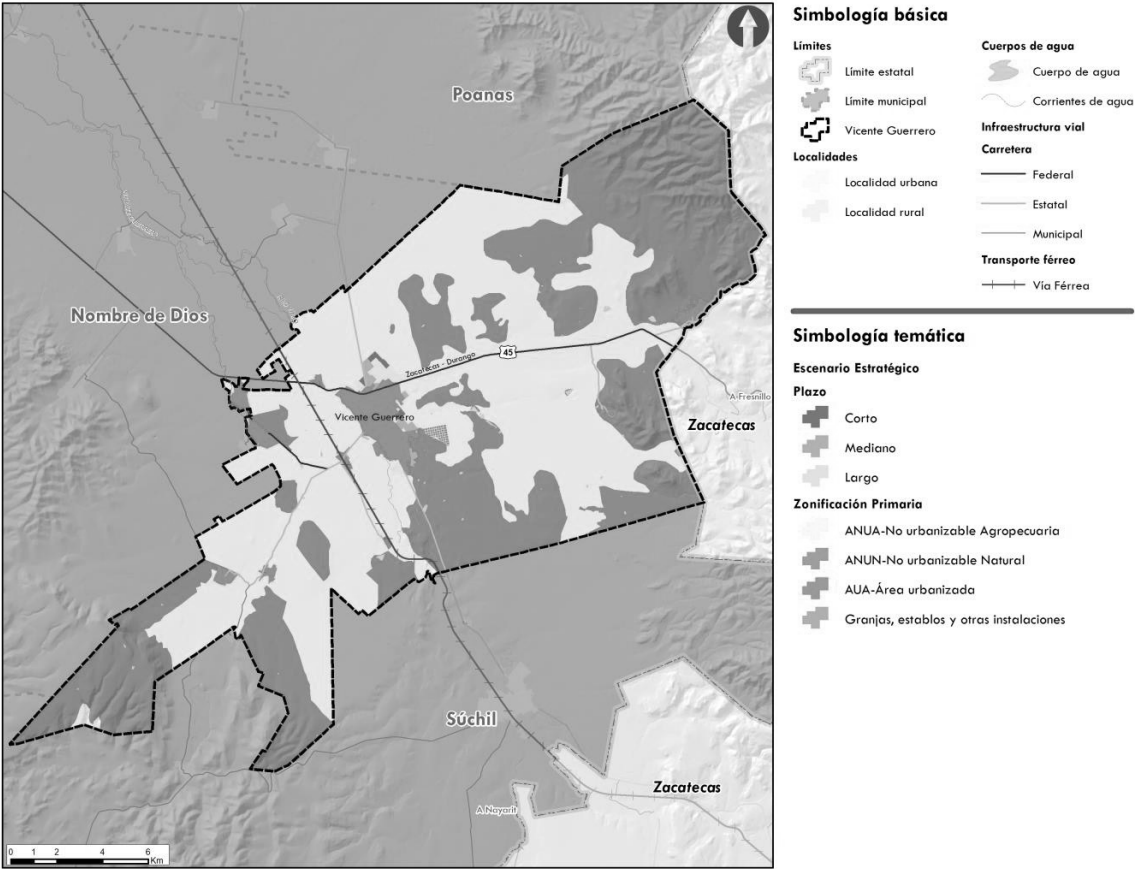 Poanas
Nombre de Dios
Zacatecas - Durango
45
Vicente Guerrero
A Fresnillo
Zacatecas
Súchil
Zacatecas
A Nayarit
0 1 2 4 6
Km
Simbología básica
Límites
Límite estatal
Límite municipal
Vicente Guerrero
Localidades
Localidad urbana
Localidad rural
Cuerpos de agua
Cuerpo de agua
Corrientes de agua
Infraestructura vial
Carretera
Federal
Estatal
Municipal
Transporte férreo
Vía Férrea
Simbología temática
Escenario Estratégico
Plazo
Corto
Mediano
Largo
Zonificación Primaria
ANUA-No urbanizable Agropecuaria
ANUN-No urbanizable Natural
AUA-Área urbanizada
Granjas, establos y otras instalaciones